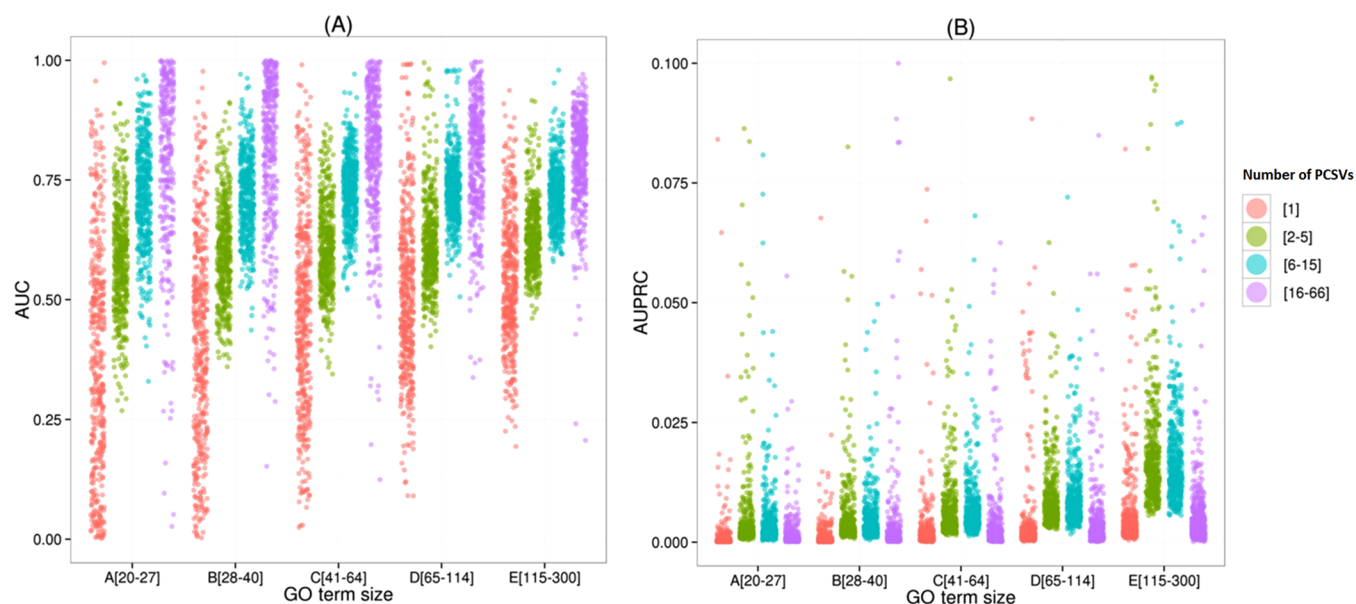 (A)
1.00
0.75
0.50
0.25
0.00
AUC
A[20-27] B[28-40] C[41-64] D[65-114] E[115-300]
GO term size
(B)
0.100
0.075
0.050
0.025
0.000
AUPRC
A[20-27] B[28-40] C[41-64] D[65-114] E[115-300]
GO term size
Number of PCSVs
[1]
[2-5]
[6-15]
[16-66]